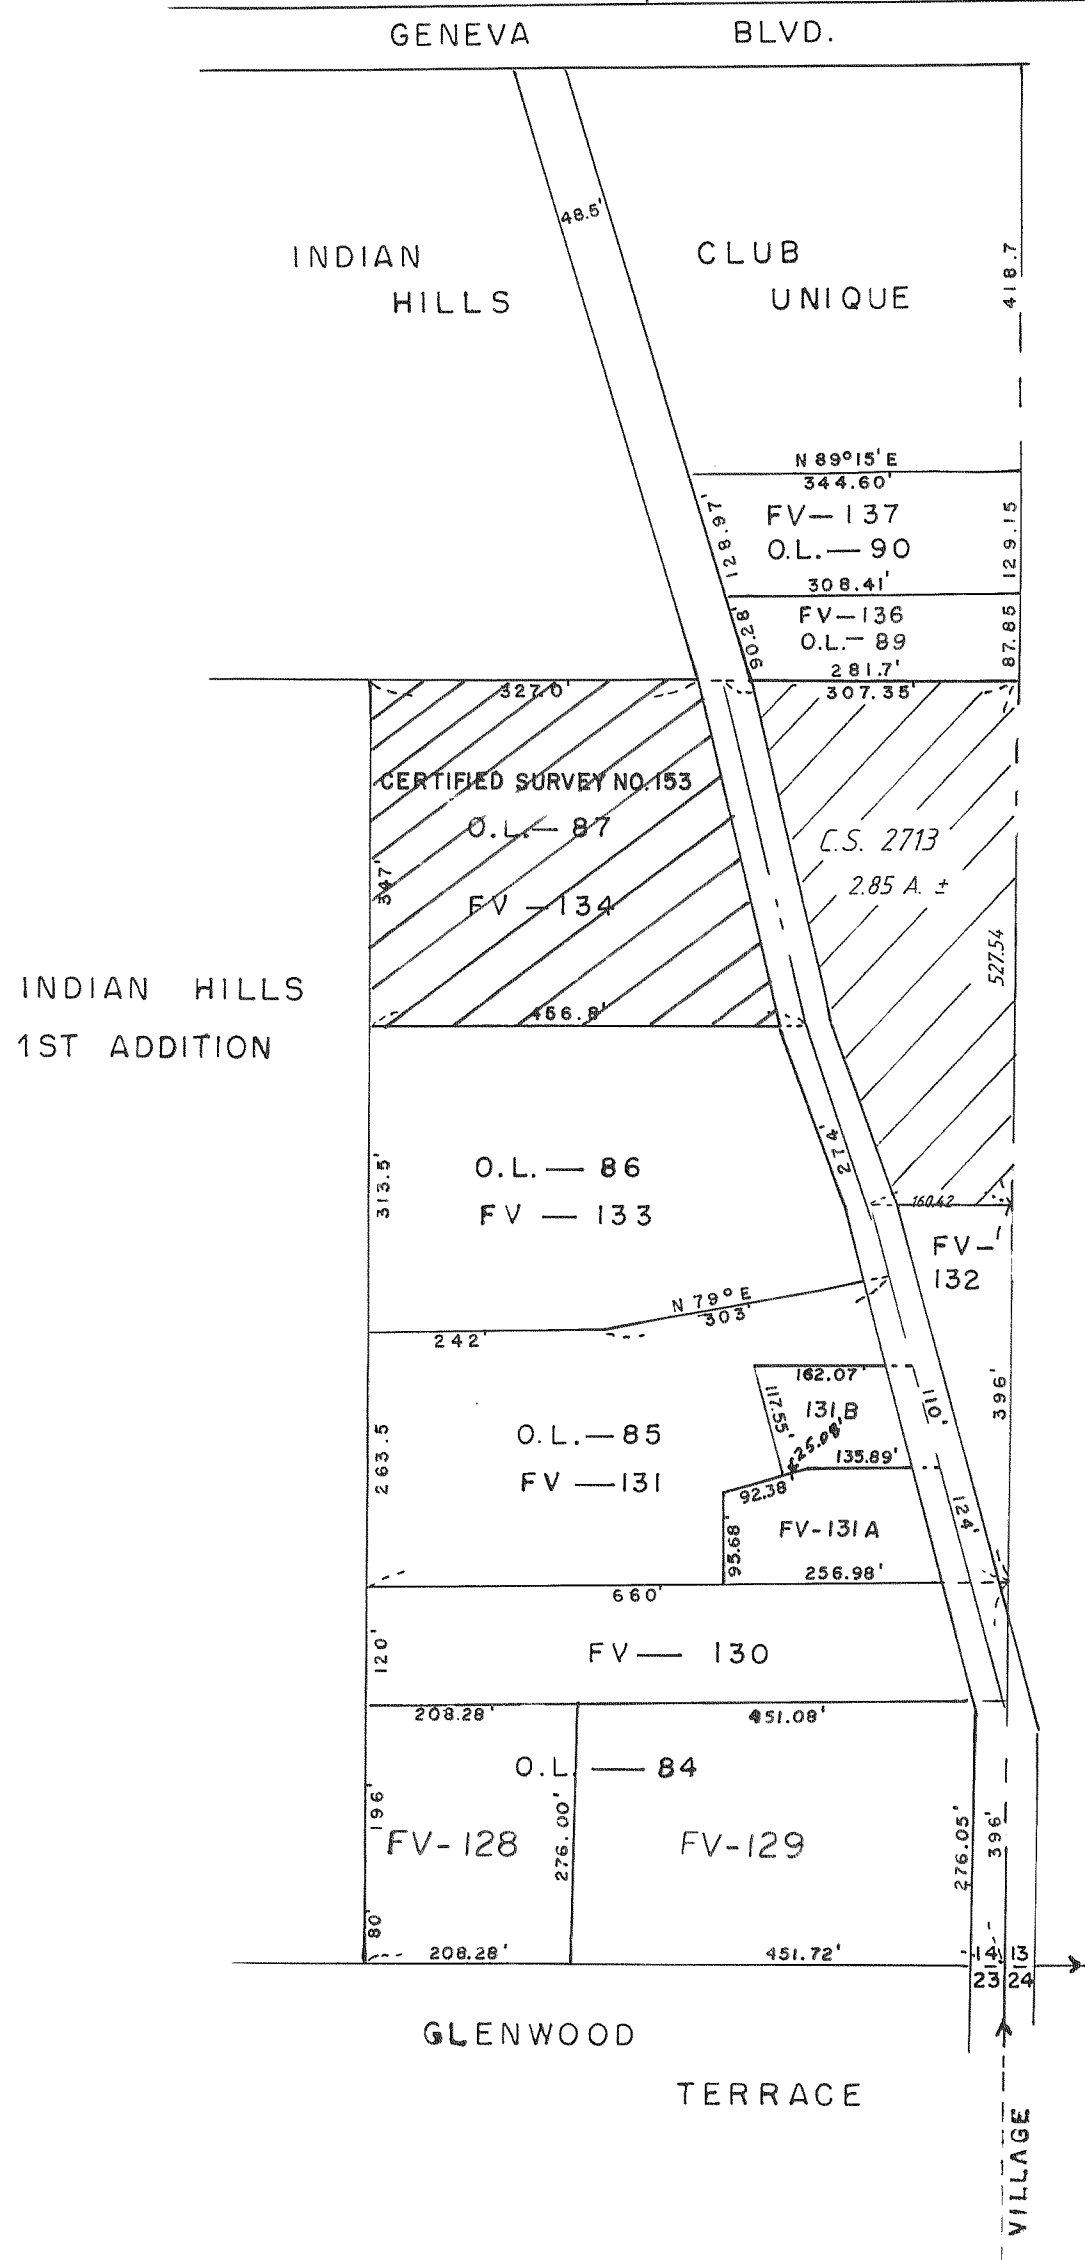 GENEVA BLVD.
48.5'
INDIAN
HILLS
CLUB
UNIQUE
418.7
N 89°15' E
344.60'
128.97'
FV—137
O.L.—90
129.15
308.41'
90.28'
FV—136
O.L.—89
87.85
281.7'
327.0'
307.35'
CERTIFIED SURVEY NO. 153
O.L.—87
FV—134
347'
C.S. 2713
2.85 A. ±
527.54
456.8'
INDIAN HILLS
1ST ADDITION
O.L.—86
FV—133
313.5'
274'
160.42
FV-
132
N 79° E
303'
242'
162.07'
117.55'
131B
25.08'
135.89'
110'
396'
O.L.—85
FV—131
263.5
92.38'
95.68'
FV-131A
124'
256.98'
660'
120'
FV—130
208.28'
451.08'
O.L.—84
196'
FV-128
276.00'
FV-129
276.05'
396'
80'
208.28'
451.72'
14 13
23 24
GLENWOOD
TERRACE
VILLAGE